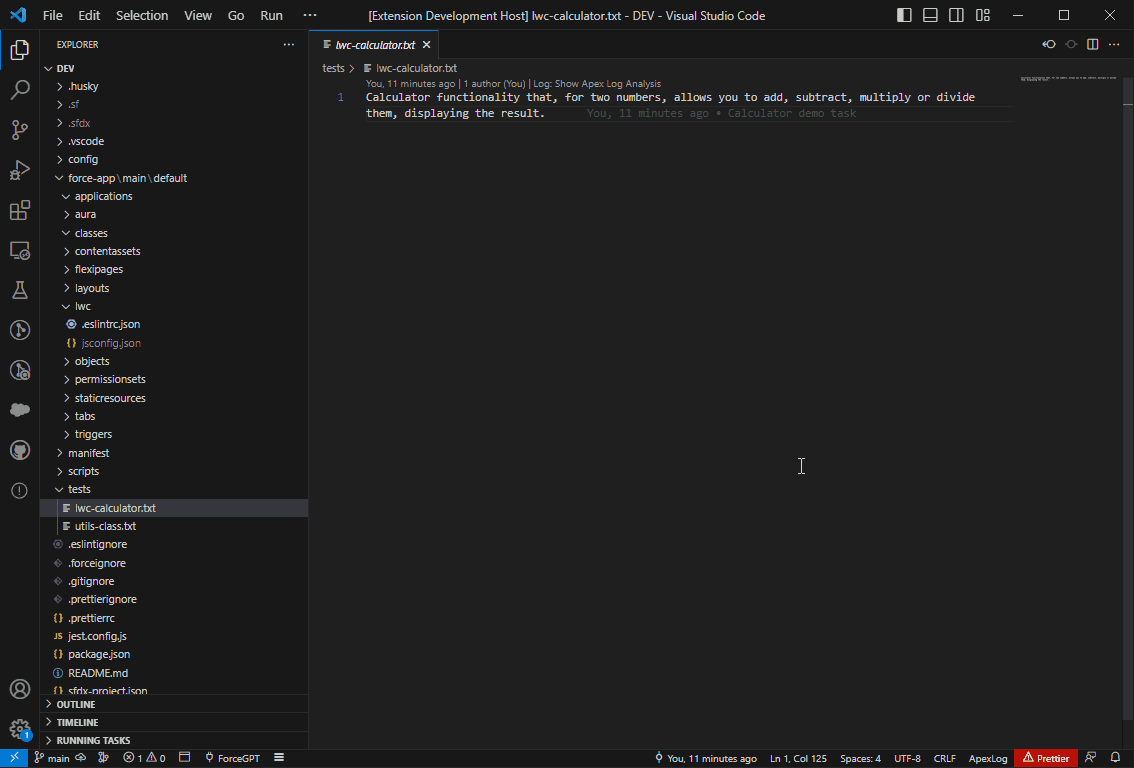 File Edit Selection View Go Run ··· [Extension Development Host] lwc-calculator.txt - DEV - Visual Studio Code
EXPLORER ···
DEV
.husky
.sf
.sfdx
.vscode
config
force-app\main\default
applications
aura
classes
contentassets
flexipages
layouts
lwc
.eslintrc.json
jsconfig.json
objects
permissionsets
staticresources
tabs
triggers
manifest
scripts
tests
lwc-calculator.txt
utils-class.txt
.eslintignore
.forceignore
.gitignore
.prettierignore
.prettierrc
JS jest.config.js
package.json
README.md
sfdx-project.json
OUTLINE
TIMELINE
RUNNING TASKS
lwc-calculator.txt
tests > lwc-calculator.txt
You, 11 minutes ago | 1 author (You) | Log: Show Apex Log Analysis
1 Calculator functionality that, for two numbers, allows you to add, subtract, multiply or divide
them, displaying the result. You, 11 minutes ago • Calculator demo task
1
main 1 0 ForceGPT You, 11 minutes ago Ln 1, Col 125 Spaces: 4 UTF-8 CRLF ApexLog Prettier